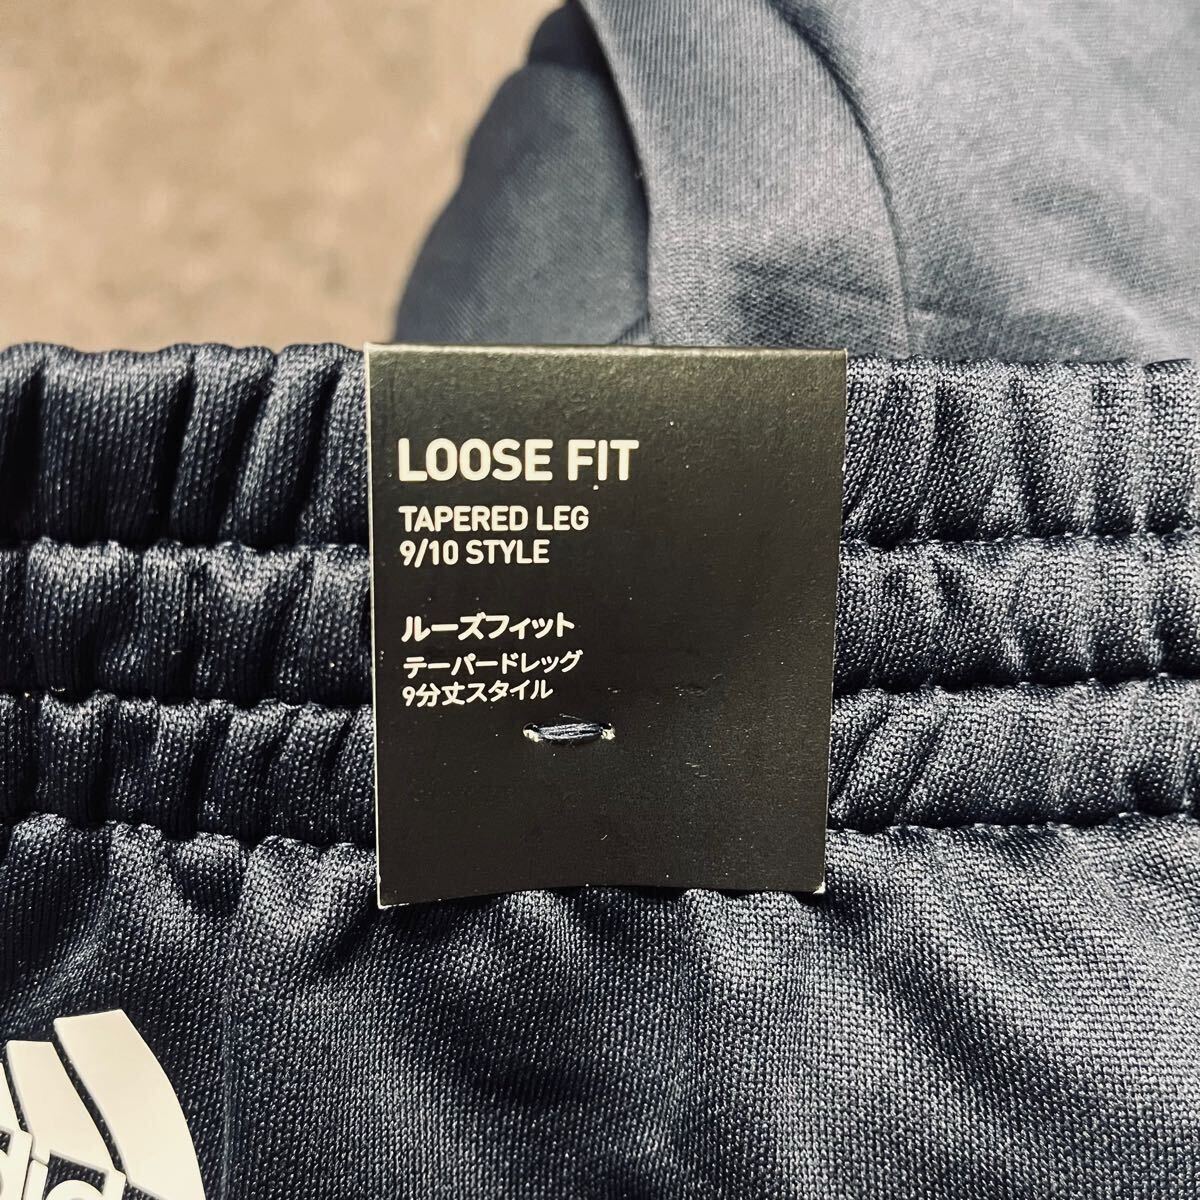 LOOSE FIT
TAPERED LEG
9/10 STYLE
ルーズフィット
テーパードレッグ
9分丈スタイル